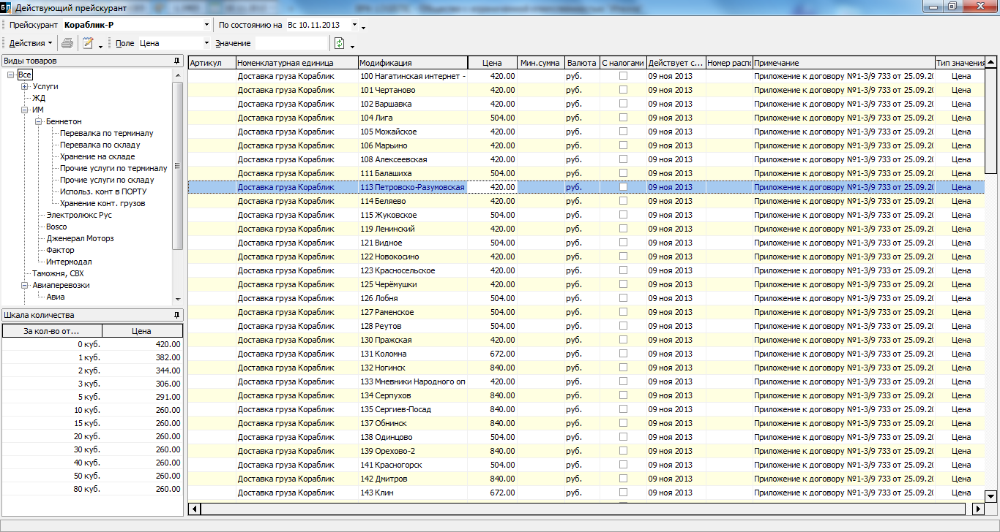 БП Действующий прейскурант
Прейскурант Кораблик-Р По состоянию на Вс 10.11.2013
Действия Поле Цена Значение
Виды товаров
Все
Услуги
ЖД
ИМ
Беннетон
Перевалка по терминалу
Перевалка по складу
Хранение на складе
Прочие услуги по терминалу
Прочие услуги по складу
Использ. конт в ПОРТУ
Хранение конт. грузов
Электролюкс Рус
Bosco
Дженерал Моторз
Фактор
Интермодал
Таможня, СВХ
Авиаперевозки
Авиа
Шкала количества
За кол-во от... Цена
0 куб. 420.00
1 куб. 382.00
2 куб. 344.00
3 куб. 306.00
5 куб. 291.00
10 куб. 260.00
15 куб. 260.00
20 куб. 260.00
30 куб. 260.00
40 куб. 260.00
50 куб. 260.00
80 куб. 260.00
Артикул Номенклатурная единица Модификация Цена Мин.сумма Валюта С налогами Действует с... Номер распо Примечание Тип значения
Доставка груза Кораблик 100 Нагатинская интернет - 420.00 руб. 09 ноя 2013 Приложение к договору №1-3/9 733 от 25.09.20 Цена
Доставка груза Кораблик 101 Чертаново 420.00 руб. 09 ноя 2013 Приложение к договору №1-3/9 733 от 25.09.20 Цена
Доставка груза Кораблик 102 Варшавка 420.00 руб. 09 ноя 2013 Приложение к договору №1-3/9 733 от 25.09.20 Цена
Доставка груза Кораблик 104 Лига 504.00 руб. 09 ноя 2013 Приложение к договору №1-3/9 733 от 25.09.20 Цена
Доставка груза Кораблик 105 Можайское 420.00 руб. 09 ноя 2013 Приложение к договору №1-3/9 733 от 25.09.20 Цена
Доставка груза Кораблик 106 Марьино 420.00 руб. 09 ноя 2013 Приложение к договору №1-3/9 733 от 25.09.20 Цена
Доставка груза Кораблик 108 Алексеевская 420.00 руб. 09 ноя 2013 Приложение к договору №1-3/9 733 от 25.09.20 Цена
Доставка груза Кораблик 111 Балашиха 504.00 руб. 09 ноя 2013 Приложение к договору №1-3/9 733 от 25.09.20 Цена
Доставка груза Кораблик 113 Петровско-Разумовская 420.00 руб. 09 ноя 2013 Приложение к договору №1-3/9 733 от 25.09.20 Цена
Доставка груза Кораблик 114 Беляево 420.00 руб. 09 ноя 2013 Приложение к договору №1-3/9 733 от 25.09.20 Цена
Доставка груза Кораблик 115 Жуковское 504.00 руб. 09 ноя 2013 Приложение к договору №1-3/9 733 от 25.09.20 Цена
Доставка груза Кораблик 119 Ленинский 420.00 руб. 09 ноя 2013 Приложение к договору №1-3/9 733 от 25.09.20 Цена
Доставка груза Кораблик 121 Видное 504.00 руб. 09 ноя 2013 Приложение к договору №1-3/9 733 от 25.09.20 Цена
Доставка груза Кораблик 122 Новокосино 420.00 руб. 09 ноя 2013 Приложение к договору №1-3/9 733 от 25.09.20 Цена
Доставка груза Кораблик 123 Красносельское 420.00 руб. 09 ноя 2013 Приложение к договору №1-3/9 733 от 25.09.20 Цена
Доставка груза Кораблик 125 Черёмушки 420.00 руб. 09 ноя 2013 Приложение к договору №1-3/9 733 от 25.09.20 Цена
Доставка груза Кораблик 126 Лобня 504.00 руб. 09 ноя 2013 Приложение к договору №1-3/9 733 от 25.09.20 Цена
Доставка груза Кораблик 127 Раменское 504.00 руб. 09 ноя 2013 Приложение к договору №1-3/9 733 от 25.09.20 Цена
Доставка груза Кораблик 128 Реутов 504.00 руб. 09 ноя 2013 Приложение к договору №1-3/9 733 от 25.09.20 Цена
Доставка груза Кораблик 130 Пражская 420.00 руб. 09 ноя 2013 Приложение к договору №1-3/9 733 от 25.09.20 Цена
Доставка груза Кораблик 131 Коломна 672.00 руб. 09 ноя 2013 Приложение к договору №1-3/9 733 от 25.09.20 Цена
Доставка груза Кораблик 132 Ногинск 840.00 руб. 09 ноя 2013 Приложение к договору №1-3/9 733 от 25.09.20 Цена
Доставка груза Кораблик 133 Мневники Народного оп 420.00 руб. 09 ноя 2013 Приложение к договору №1-3/9 733 от 25.09.20 Цена
Доставка груза Кораблик 134 Серпухов 840.00 руб. 09 ноя 2013 Приложение к договору №1-3/9 733 от 25.09.20 Цена
Доставка груза Кораблик 135 Сергиев-Посад 840.00 руб. 09 ноя 2013 Приложение к договору №1-3/9 733 от 25.09.20 Цена
Доставка груза Кораблик 137 Обнинск 840.00 руб. 09 ноя 2013 Приложение к договору №1-3/9 733 от 25.09.20 Цена
Доставка груза Кораблик 138 Одинцово 504.00 руб. 09 ноя 2013 Приложение к договору №1-3/9 733 от 25.09.20 Цена
Доставка груза Кораблик 139 Орехово-2 840.00 руб. 09 ноя 2013 Приложение к договору №1-3/9 733 от 25.09.20 Цена
Доставка груза Кораблик 141 Красногорск 504.00 руб. 09 ноя 2013 Приложение к договору №1-3/9 733 от 25.09.20 Цена
Доставка груза Кораблик 142 Дмитров 840.00 руб. 09 ноя 2013 Приложение к договору №1-3/9 733 от 25.09.20 Цена
Доставка груза Кораблик 143 Клин 672.00 руб. 09 ноя 2013 Приложение к договору №1-3/9 733 от 25.09.20 Цена